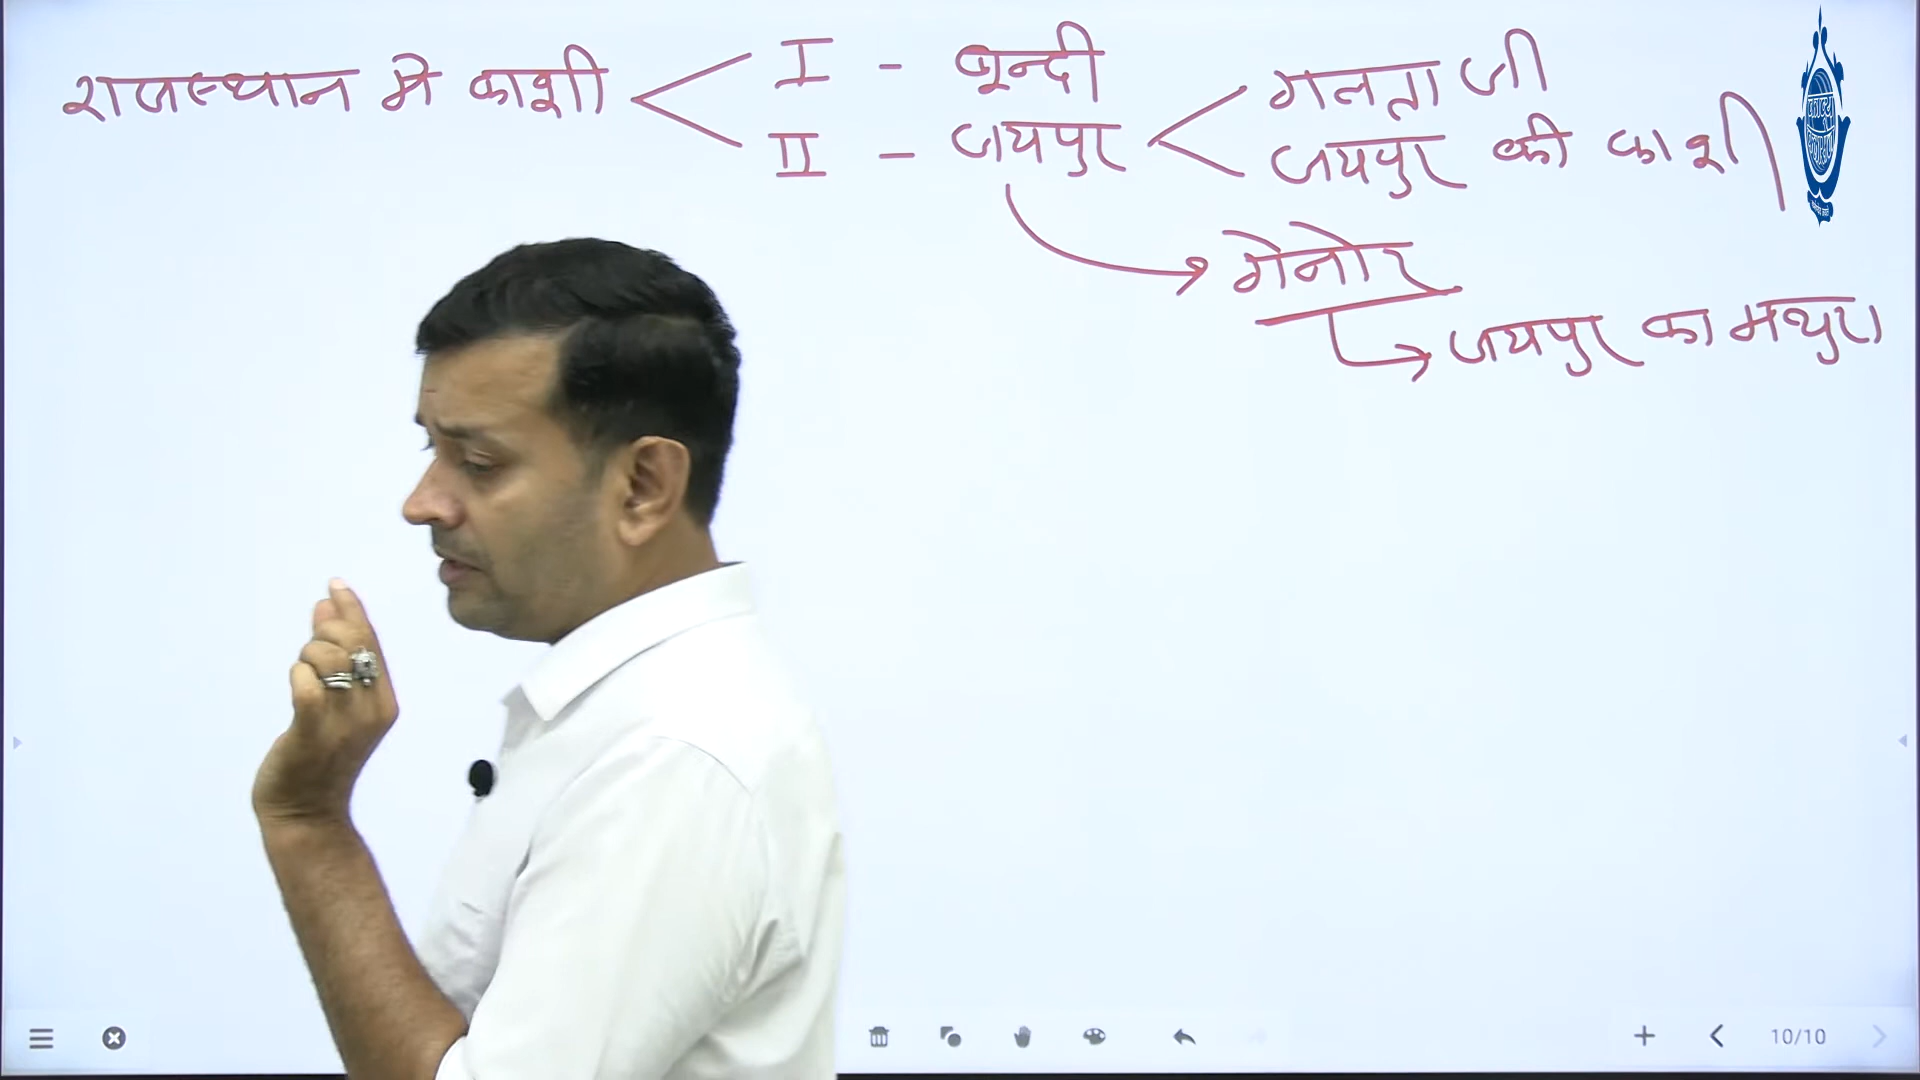 राजस्थान मे काशी < I - बून्दी
II - जयपुर < गलता जी
जयपुर की काशी
गेनोर
जयपुर का मथुरा
10/10